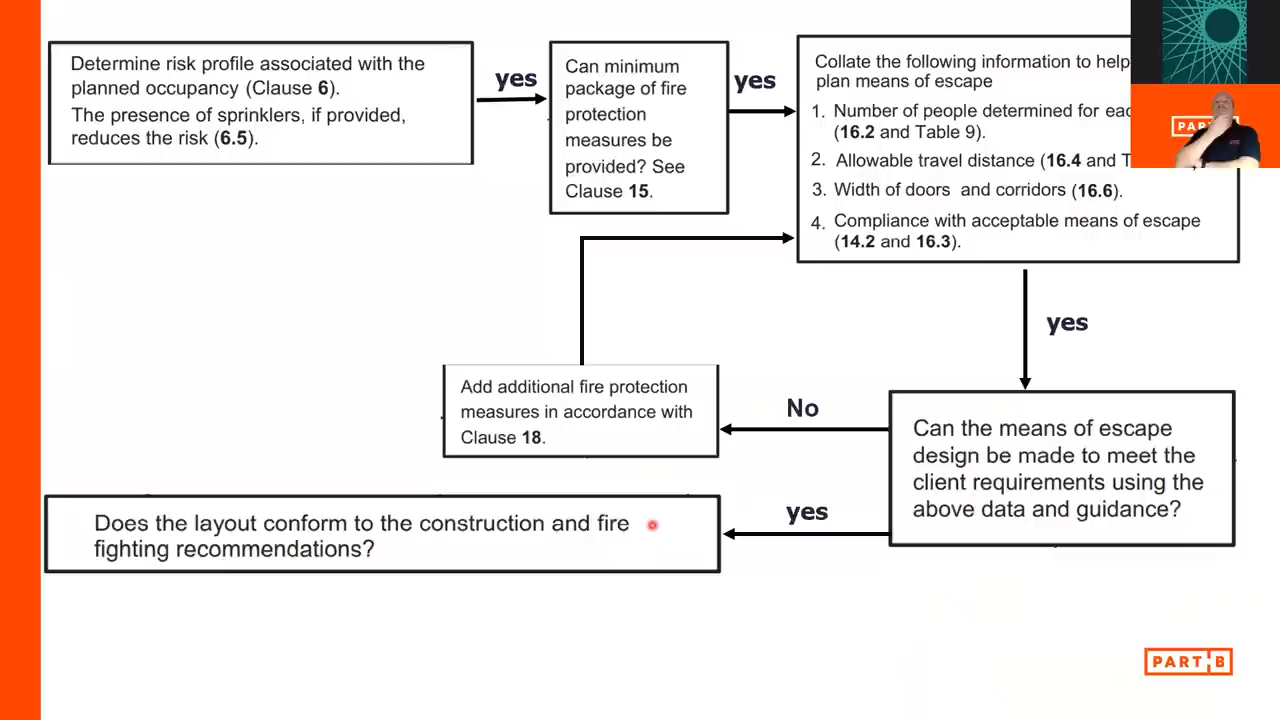 Determine risk profile associated with the
planned occupancy (Clause 6).
The presence of sprinklers, if provided,
reduces the risk (6.5).
yes
Can minimum
package of fire
protection
measures be
provided? See
Clause 15.
yes
Collate the following information to help
plan means of escape
1. Number of people determined for
(16.2 and Table 9).
2. Allowable travel distance (16.4 and
3. Width of doors and corridors (16.6).
4. Compliance with acceptable means of escape
(14.2 and 16.3).
yes
Can the means of escape
design be made to meet the
client requirements using the
above data and guidance?
No
Add additional fire protection
measures in accordance with
Clause 18.
yes
Does the layout conform to the construction and fire
fighting recommendations?
PART B